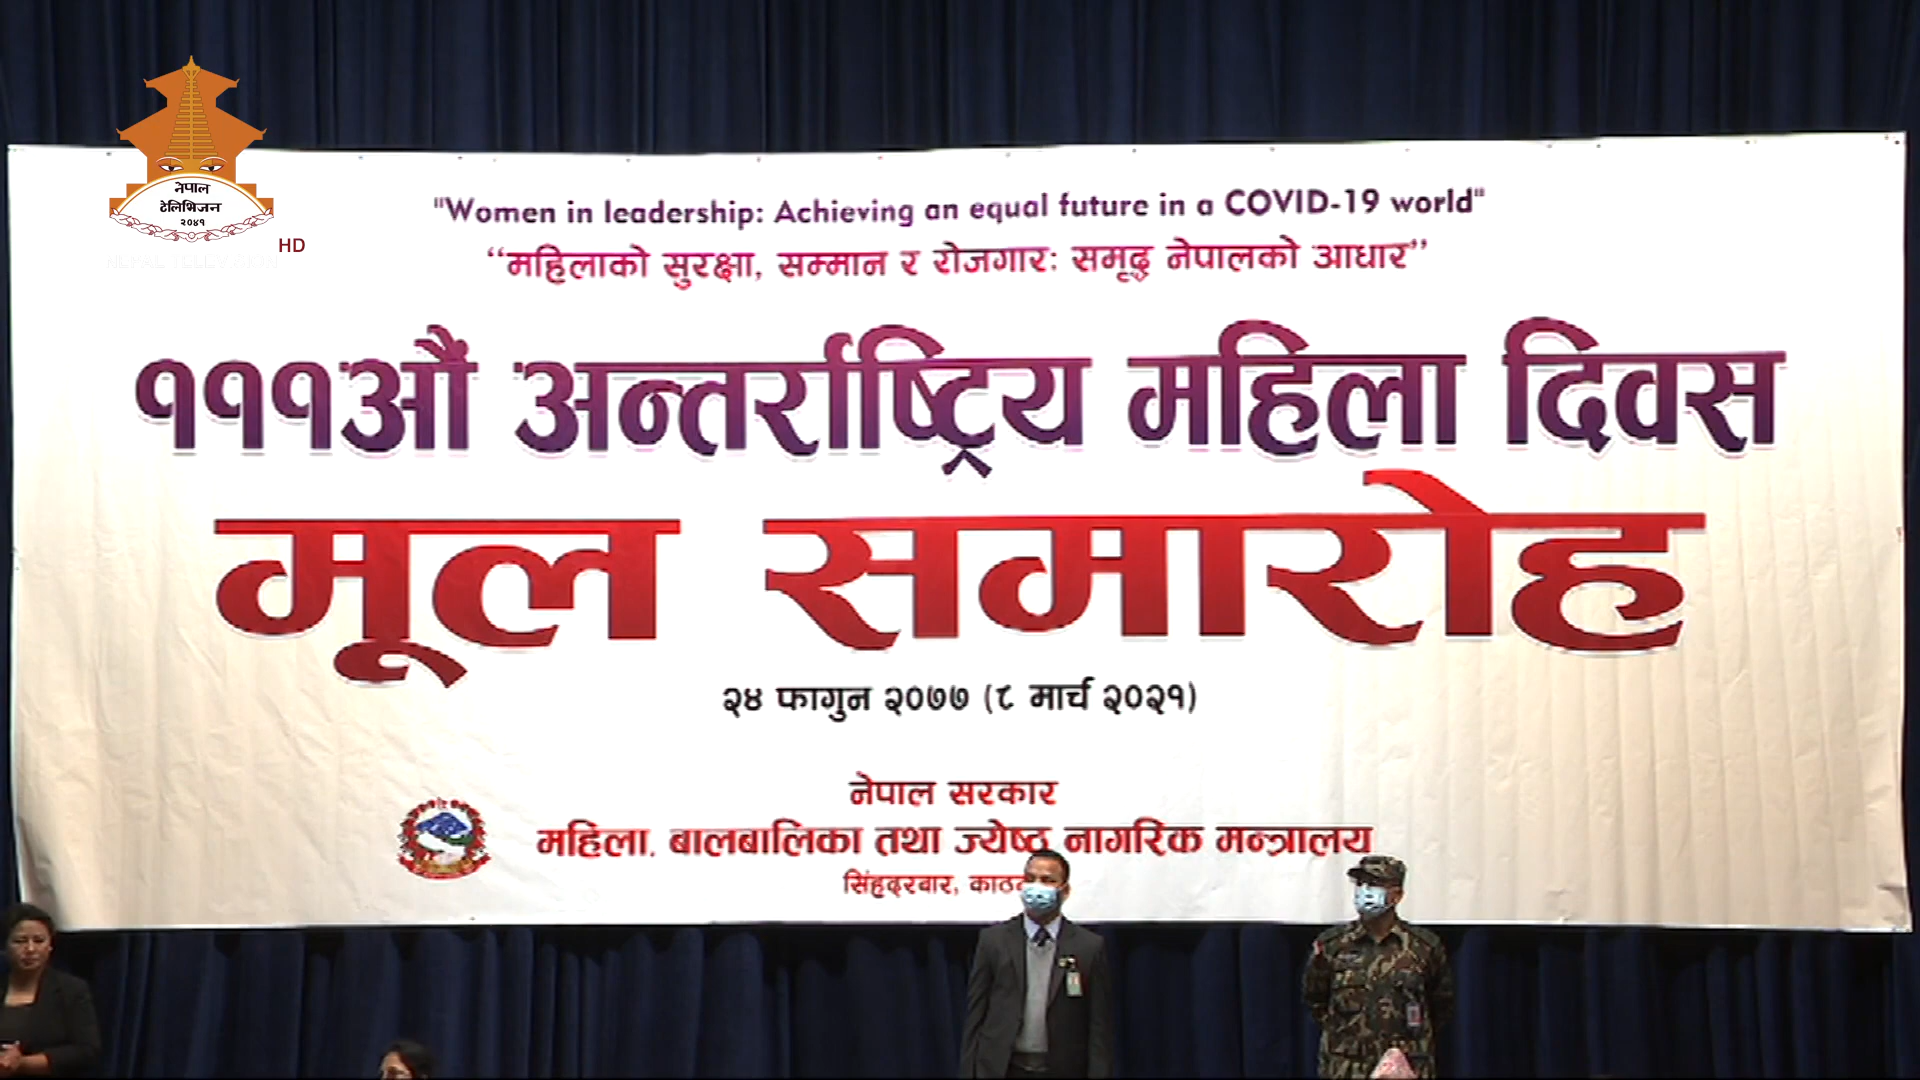 नेपाल
टेलिभिजन
२०४१
HD
"Women in leadership: Achieving an equal future in a COVID-19 world"
“महिलाको सुरक्षा, सम्मान र रोजगारः समृद्ध नेपालको आधार”
१११औं अन्तर्राष्ट्रिय महिला दिवस
मूल समारोह
२४ फागुन २०७७ (८ मार्च २०२१)
नेपाल सरकार
महिला, बालबालिका तथा ज्येष्ठ नागरिक मन्त्रालय
सिंहदरबार,